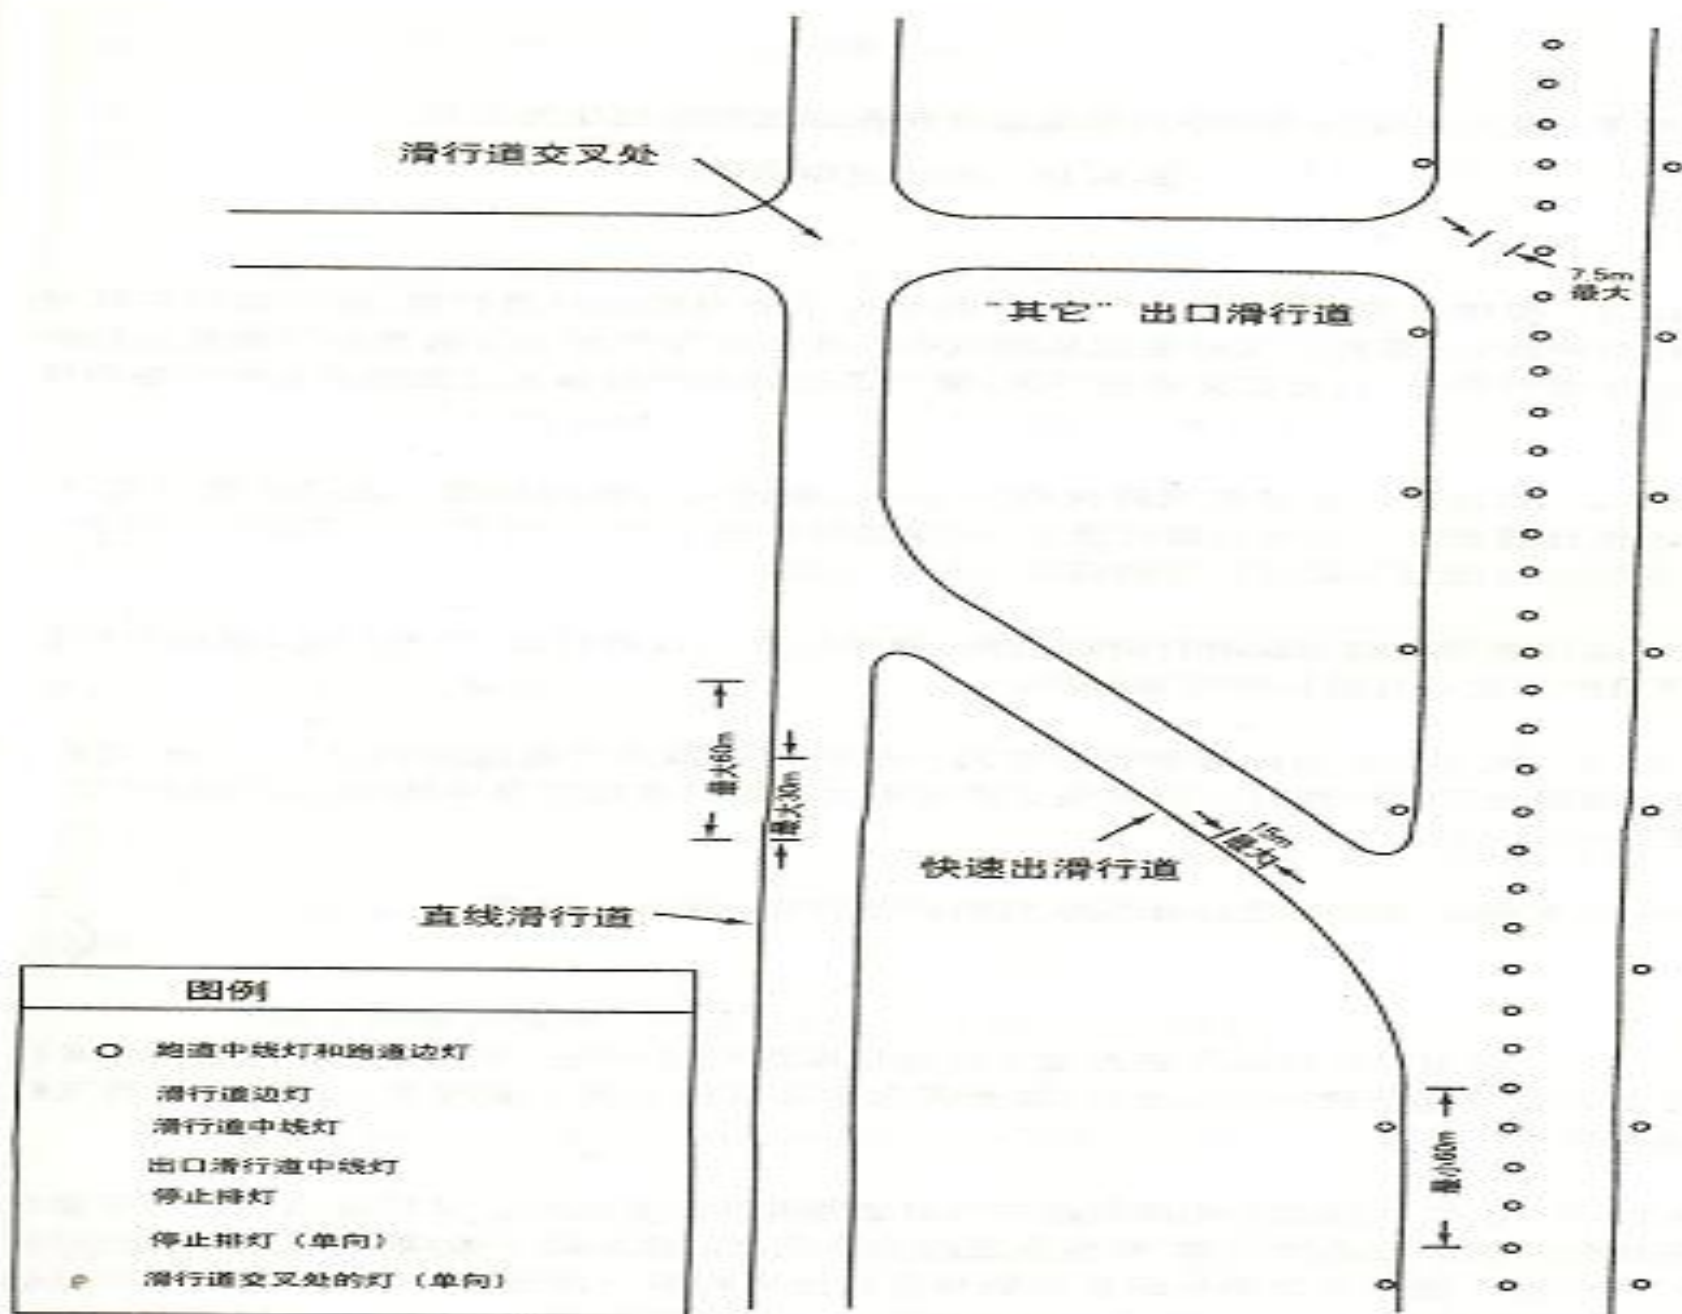 滑行道交叉处
7.5m
最大
"其它" 出口滑行道
最大60m
最大30m
15m
最大
快速出滑行道
直线滑行道
最小60m
图例
跑道中线灯和跑道边灯
滑行道边灯
滑行道中线灯
出口滑行道中线灯
停止排灯
停止排灯（单向）
滑行道交叉处的灯（单向）